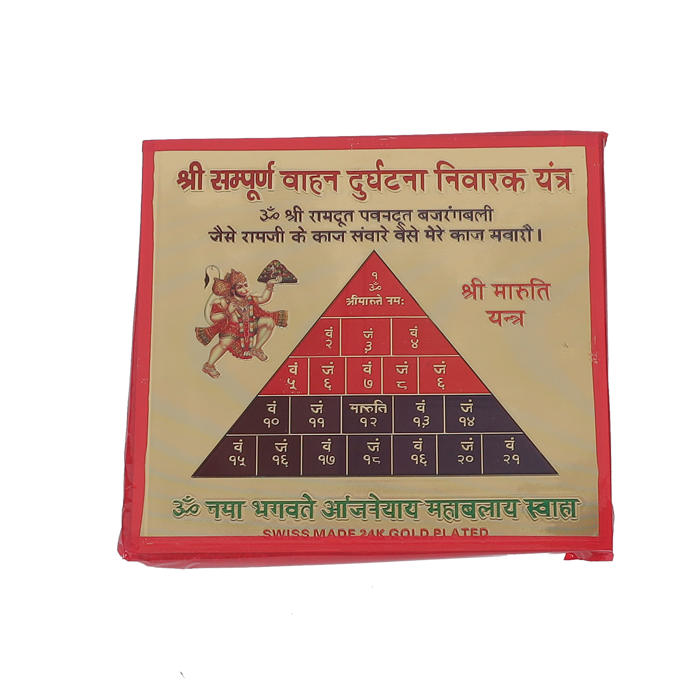 श्री सम्पूर्ण वाहन दुर्घटना निवारक यंत्र
ॐ श्री रामदूत पवनदूत बजरंगबली
जैसे रामजी के काज संवारे वैसे मेरे काज मवारौ।
श्री मारुति
यन्त्र
१
ॐ
श्रीमारुते नमः
वं जं वं
२ ३ ४
वं जं वं जं जं
५ ६ ७ ८ ६
वं जं मारुति वं जं
१० ११ १२ १३ १४
वं जं वं जं वं जं वं
१५ १६ १७ १८ १६ २० २१
ॐ नमा भगवते आंजनेयाय महाबलाय स्वाहा
SWISS MADE 24K GOLD PLATED